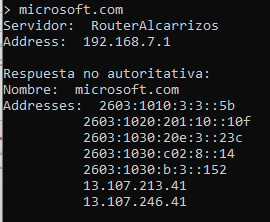 > microsoft.com
Servidor:  RouterAlcarrizos
Address:  192.168.7.1

Respuesta no autoritativa:
Nombre:  microsoft.com
Addresses:  2603:1010:3:3::5b
2603:1020:201:10::10f
2603:1030:20e:3::23c
2603:1030:c02:8::14
2603:1030:b:3::152
13.107.213.41
13.107.246.41